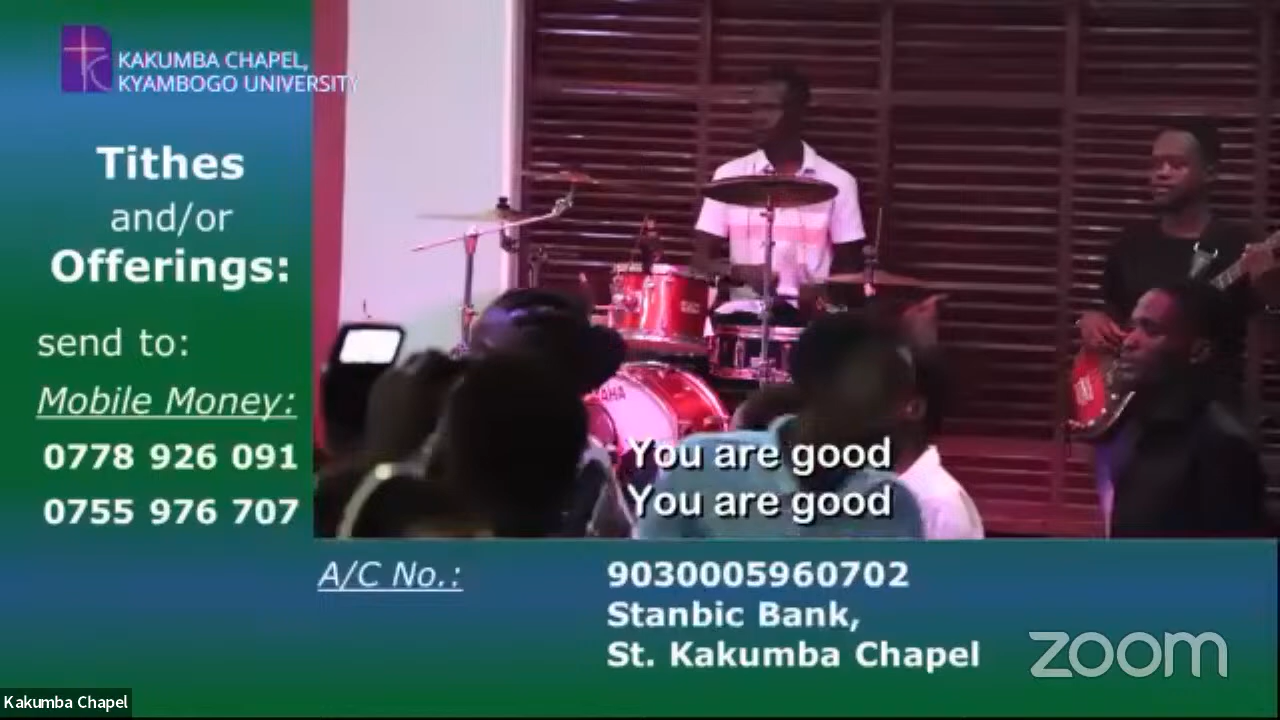 KAKUMBA CHAPEL,
KYAMBOGO UNIVERSITY
Tithes
and/or
Offerings:
send to:
Mobile Money:
0778 926 091
0755 976 707
AHA
You are good
You are good
A/C No.:
9030005960702
Stanbic Bank,
St. Kakumba Chapel
zoom
Kakumba Chapel